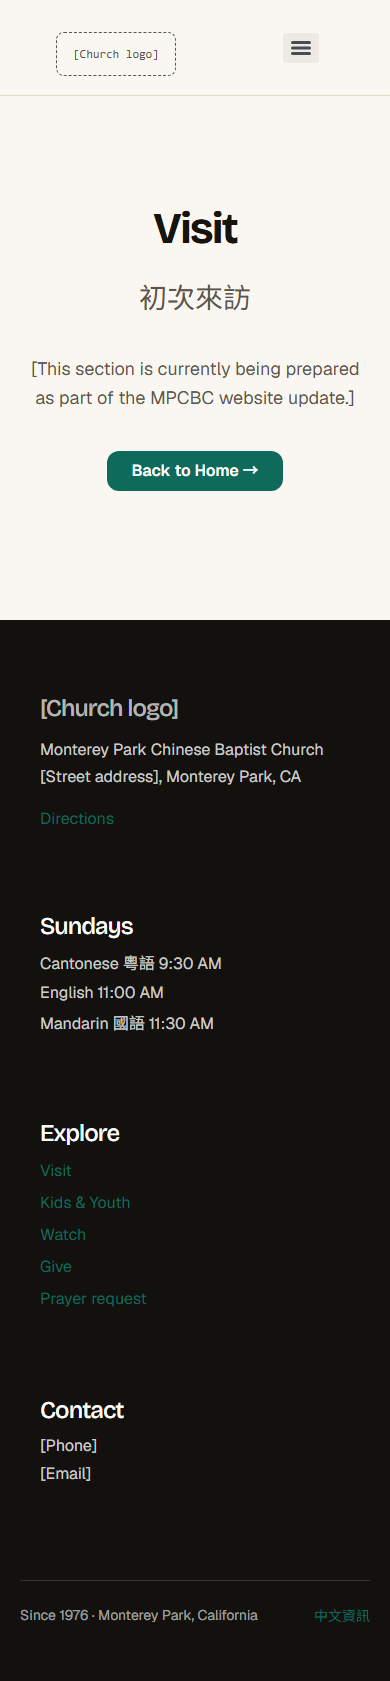 [Church logo]
Visit
初次來訪
[This section is currently being prepared
as part of the MPCBC website update.]
Back to Home →
[Church logo]
Monterey Park Chinese Baptist Church
[Street address], Monterey Park, CA
Directions
Sundays
Cantonese 粵語 9:30 AM
English 11:00 AM
Mandarin 國語 11:30 AM
Explore
Visit
Kids & Youth
Watch
Give
Prayer request
Contact
[Phone]
[Email]
Since 1976 · Monterey Park, California 中文資訊